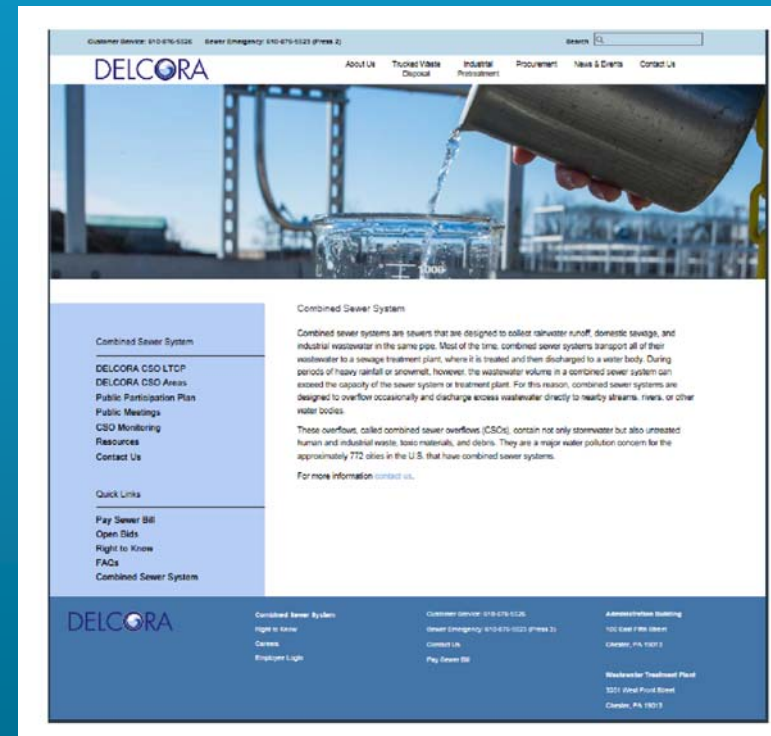 Customer Service: 610-876-5526 Sewer Emergency: 610-876-5523 (Press 2)
Search
DELCORA
About Us
Trucked Waste
Disposal
Industrial
Pretreatment
Procurement
News & Events
Contact Us
1000
Combined Sewer System
DELCORA CSO LTCP
DELCORA CSO Areas
Public Participation Plan
Public Meetings
CSO Monitoring
Resources
Contact Us
Quick Links
Pay Sewer Bill
Open Bids
Right to Know
FAQs
Combined Sewer System
Combined Sewer System
Combined sewer systems are sewers that are designed to collect rainwater runoff, domestic sewage, and
industrial wastewater in the same pipe. Most of the time, combined sewer systems transport all of their
wastewater to a sewage treatment plant, where it is treated and then discharged to a water body. During
periods of heavy rainfall or snowmelt, however, the wastewater volume in a combined sewer system can
exceed the capacity of the sewer system or treatment plant. For this reason, combined sewer systems are
designed to overflow occasionally and discharge excess wastewater directly to nearby streams, rivers, or other
water bodies.
These overflows, called combined sewer overflows (CSOs), contain not only stormwater but also untreated
human and industrial waste, toxic materials, and debris. They are a major water pollution concern for the
approximately 772 cities in the U.S. that have combined sewer systems.
For more information contact us.
DELCORA
Combined Sewer System
Right to Know
Careers
Employee Login
Customer Service: 610-876-5526
Sewer Emergency: 610-876-5523 (Press 2)
Contact Us
Pay Sewer Bill
Administration Building
100 East Fifth Street
Chester, PA 19013
Wastewater Treatment Plant
3201 West Front Street
Chester, PA 19013